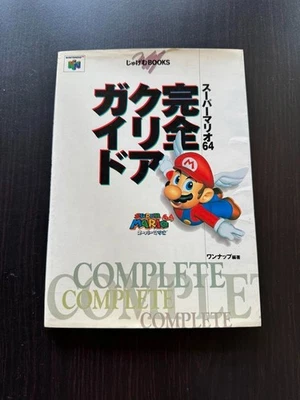 じゅげむBOOKS
スーパーマリオ64
完全
クリア
ガイド
SUPER
MARIO 64
スーパーマリオ
ワンナップ編著
COMPLETE
COMPLETE
COMPLETE